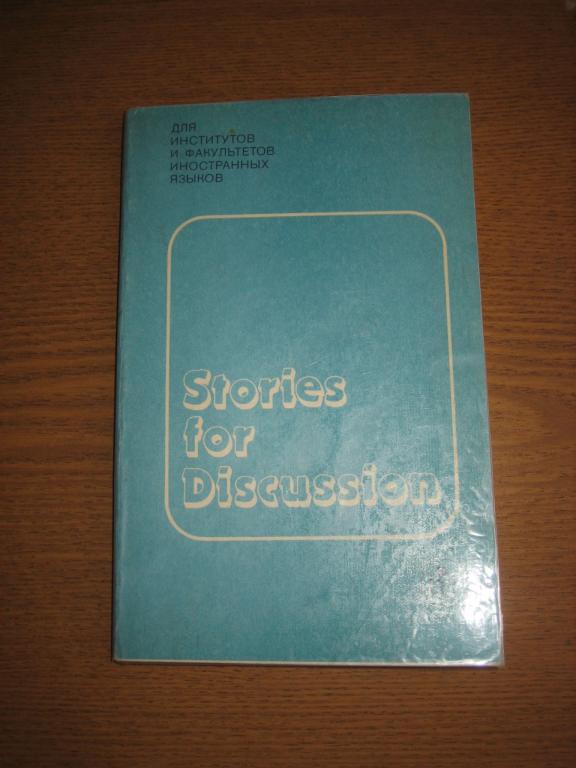 ДЛЯ
ИНСТИТУТОВ
И ФАКУЛЬТЕТОВ
ИНОСТРАННЫХ
ЯЗЫКОВ
Stories
for
Discussion